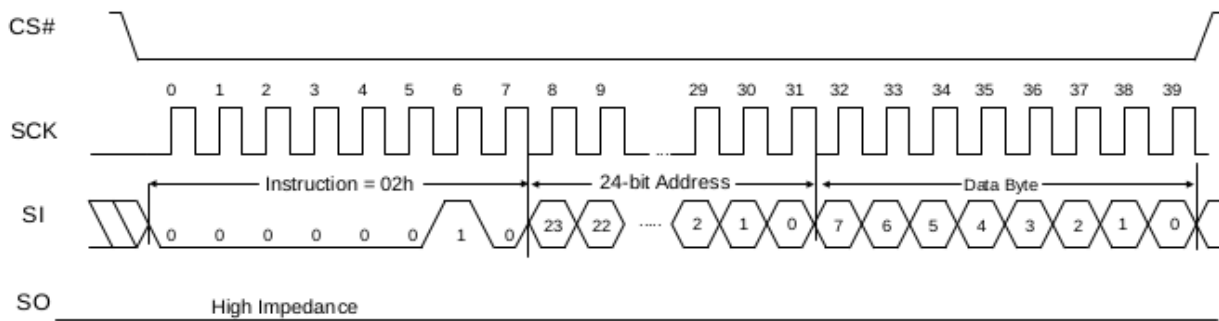 CS#
0 1 2 3 4 5 6 7 8 9 29 30 31 32 33 34 35 36 37 38 39
SCK ...
Instruction = 02h 24-bit Address Data Byte
SI 0 0 0 0 0 0 1 0 23 22 ..... 2 1 0 7 6 5 4 3 2 1 0
SO High Impedance